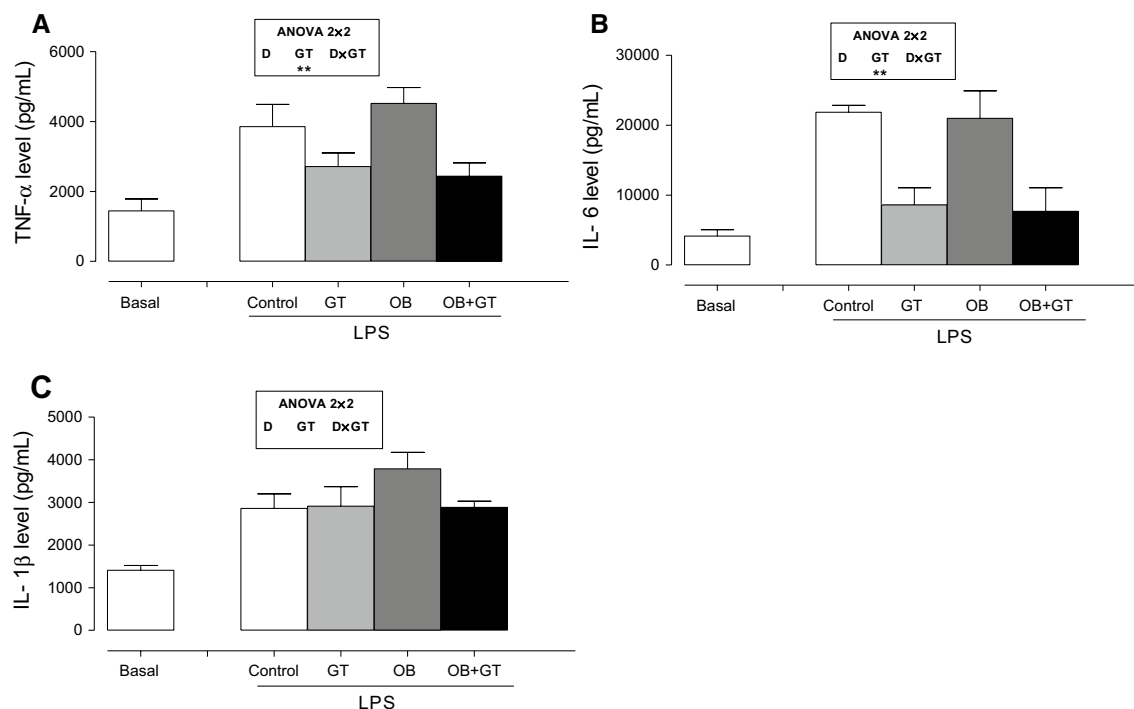 A
ANOVA 2×2
D GT D×GT
**
TNF-α level (pg/mL)
6000
4000
2000
0
Basal Control GT OB OB+GT
LPS
B
ANOVA 2×2
D GT D×GT
**
IL- 6 level (pg/mL)
30000
20000
10000
0
Basal Control GT OB OB+GT
LPS
C
ANOVA 2×2
D GT D×GT
IL- 1β level (pg/mL)
5000
4000
3000
2000
1000
0
Basal Control GT OB OB+GT
LPS